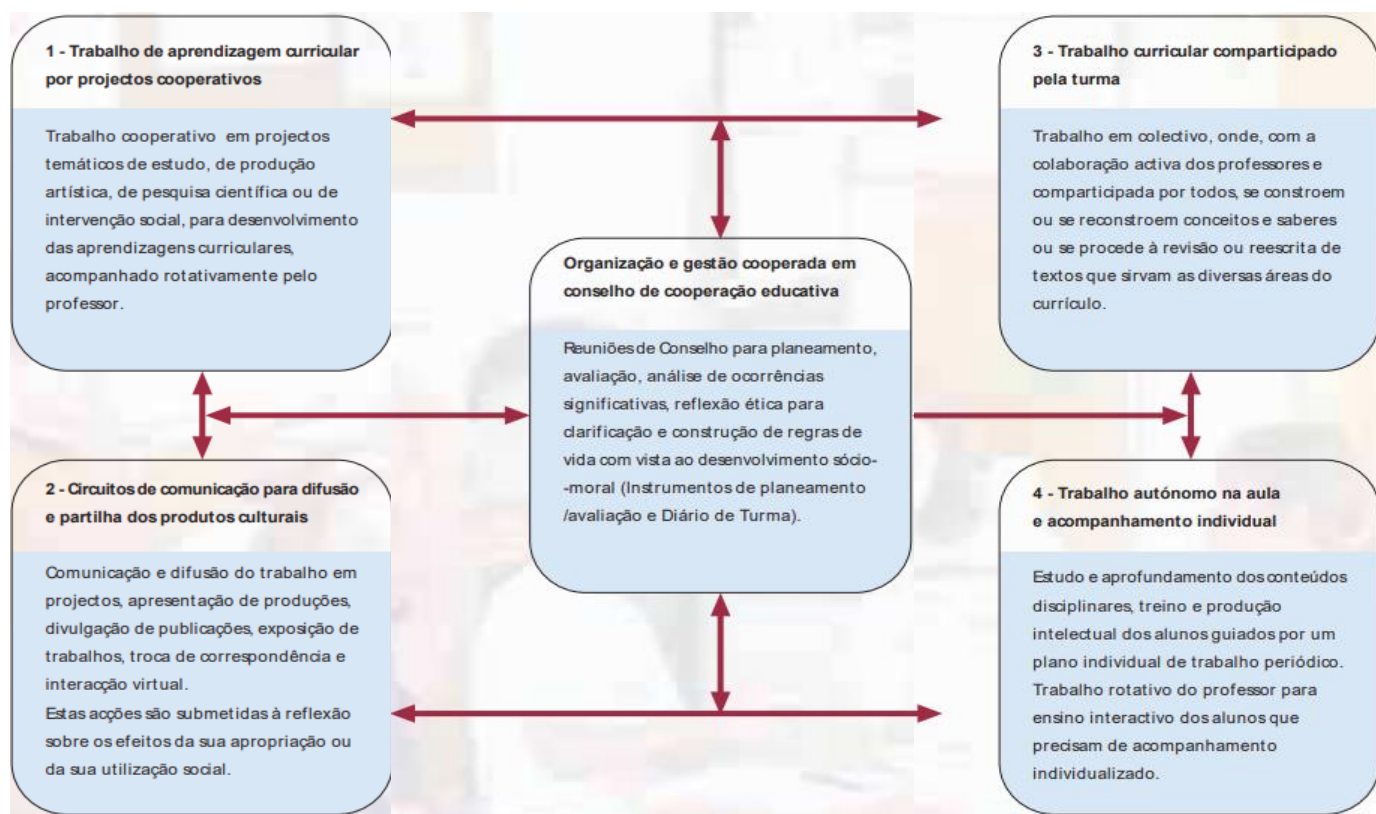 1 - Trabalho de aprendizagem curricular
por projectos cooperativos
Trabalho cooperativo em projectos
temáticos de estudo, de produção
artística, de pesquisa científica ou de
intervenção social, para desenvolvimento
das aprendizagens curriculares,
acompanhado rotativamente pelo
professor.
2 - Circuitos de comunicação para difusão
e partilha dos produtos culturais
Comunicação e difusão do trabalho em
projectos, apresentação de produções,
divulgação de publicações, exposição de
trabalhos, troca de correspondência e
interacção virtual.
Estas acções são submetidas à reflexão
sobre os efeitos da sua apropriação ou
da sua utilização social.
Organização e gestão cooperada em
conselho de cooperação educativa
Reuniões de Conselho para planeamento,
avaliação, análise de ocorrências
significativas, reflexão ética para
clarificação e construção de regras de
vida com vista ao desenvolvimento sócio-
-moral (Instrumentos de planeamento
/avaliação e Diário de Turma).
3 - Trabalho curricular comparticipado
pela turma
Trabalho em colectivo, onde, com a
colaboração activa dos professores e
comparticipada por todos, se constroem
ou se reconstroem conceitos e saberes
ou se procede à revisão ou reescrita de
textos que sirvam as diversas áreas do
currículo.
4 - Trabalho autónomo na aula
e acompanhamento individual
Estudo e aprofundamento dos conteúdos
disciplinares, treino e produção
intelectual dos alunos guiados por um
plano individual de trabalho periódico.
Trabalho rotativo do professor para
ensino interactivo dos alunos que
precisam de acompanhamento
individualizado.